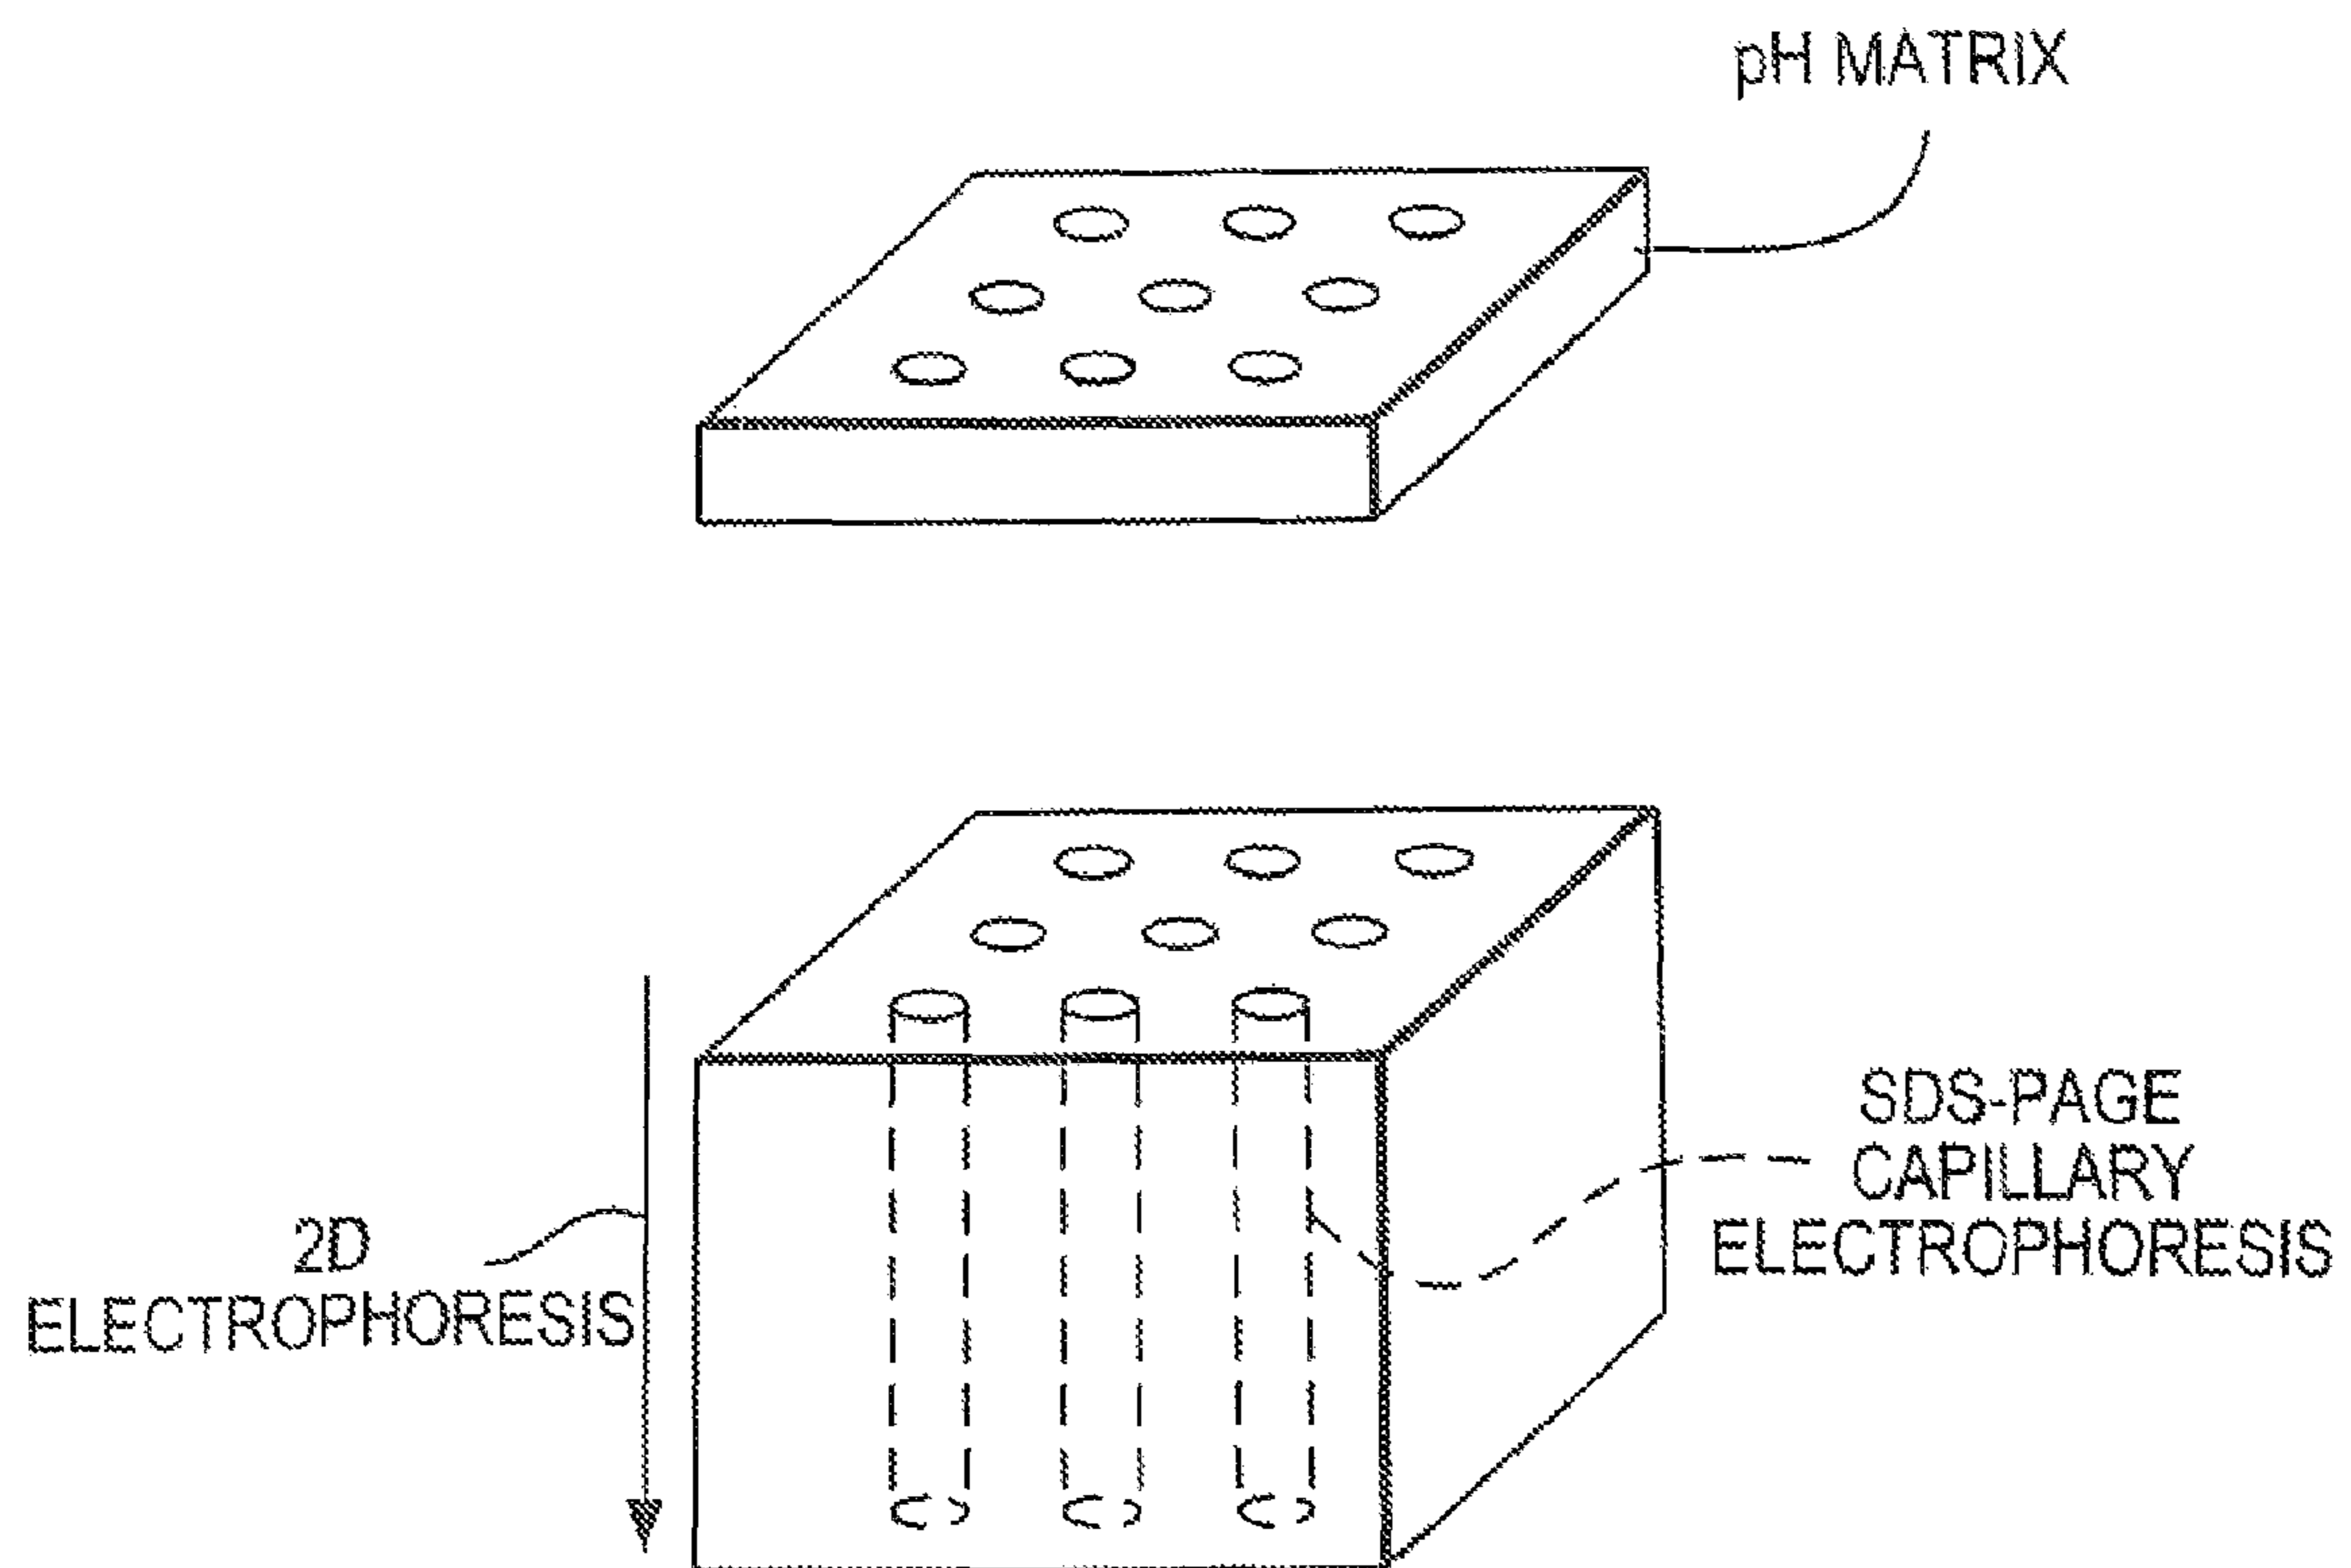 pH MATRIX
SDS-PAGE
CAPILLARY
ELECTROPHORESIS
2D
ELECTROPHORESIS